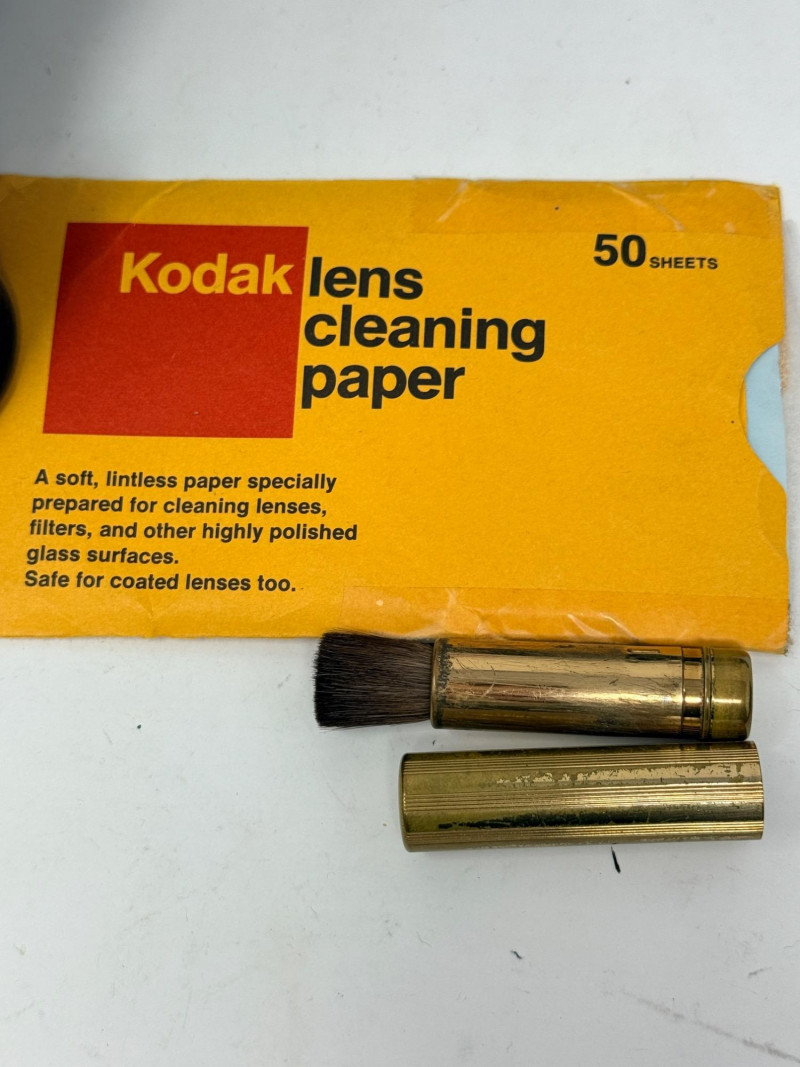 Kodak lens
cleaning
paper
50 SHEETS
A soft, lintless paper specially
prepared for cleaning lenses,
filters, and other highly polished
glass surfaces.
Safe for coated lenses too.